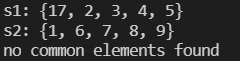 s1: {17, 2, 3, 4, 5}
s2: {1, 6, 7, 8, 9}
no common elements found